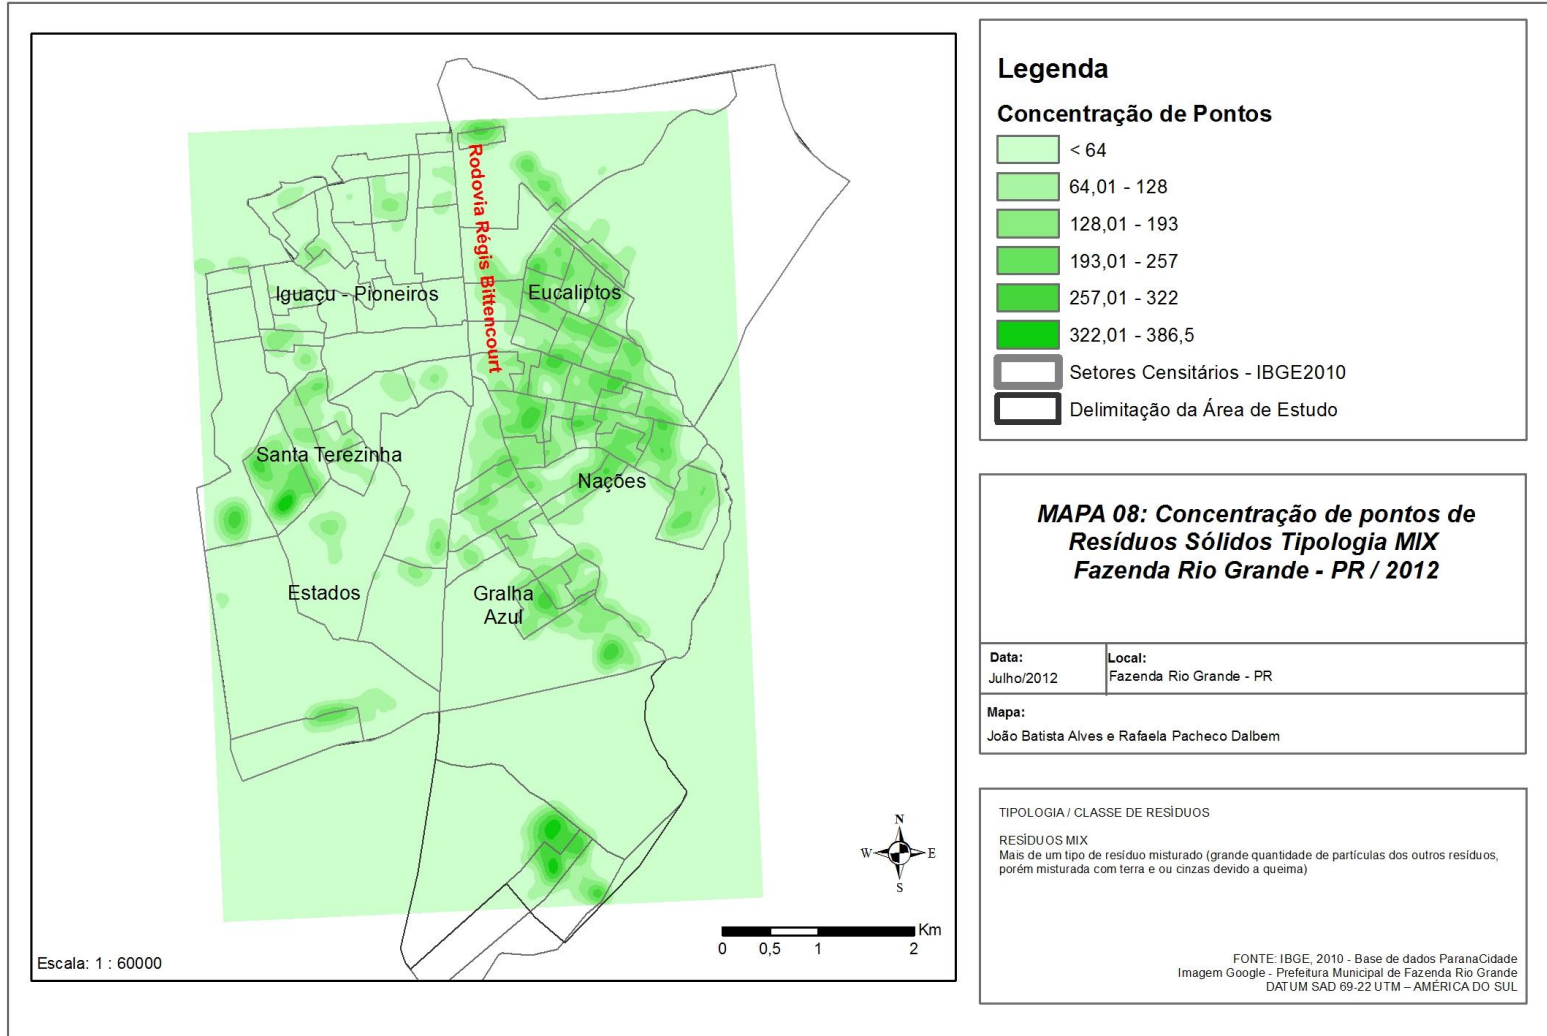 Rodovia Régis Bittencourt
Iguaçu - Pioneiros
Eucaliptos
Santa Terezinha
Nações
Estados
Gralha
Azul
N
W
E
S
Km
0
0,5
1
2
Escala: 1 : 60000
Legenda
Concentração de Pontos
< 64
64,01 - 128
128,01 - 193
193,01 - 257
257,01 - 322
322,01 - 386,5
Setores Censitários - IBGE2010
Delimitação da Área de Estudo
MAPA 08: Concentração de pontos de
Resíduos Sólidos Tipologia MIX
Fazenda Rio Grande - PR / 2012
Data:
Julho/2012
Local:
Fazenda Rio Grande - PR
Mapa:
João Batista Alves e Rafaela Pacheco Dalbem
TIPOLOGIA / CLASSE DE RESÌDUOS
RESÌDUOS MIX
Mais de um tipo de resíduo misturado (grande quantidade de partículas dos outros resíduos,
porém misturada com terra e ou cinzas devido a queima)
FONTE: IBGE, 2010 - Base de dados ParanaCidade
Imagem Google - Prefeitura Municipal de Fazenda Rio Grande
DATUM SAD 69-22 UTM – AMÉRICA DO SUL